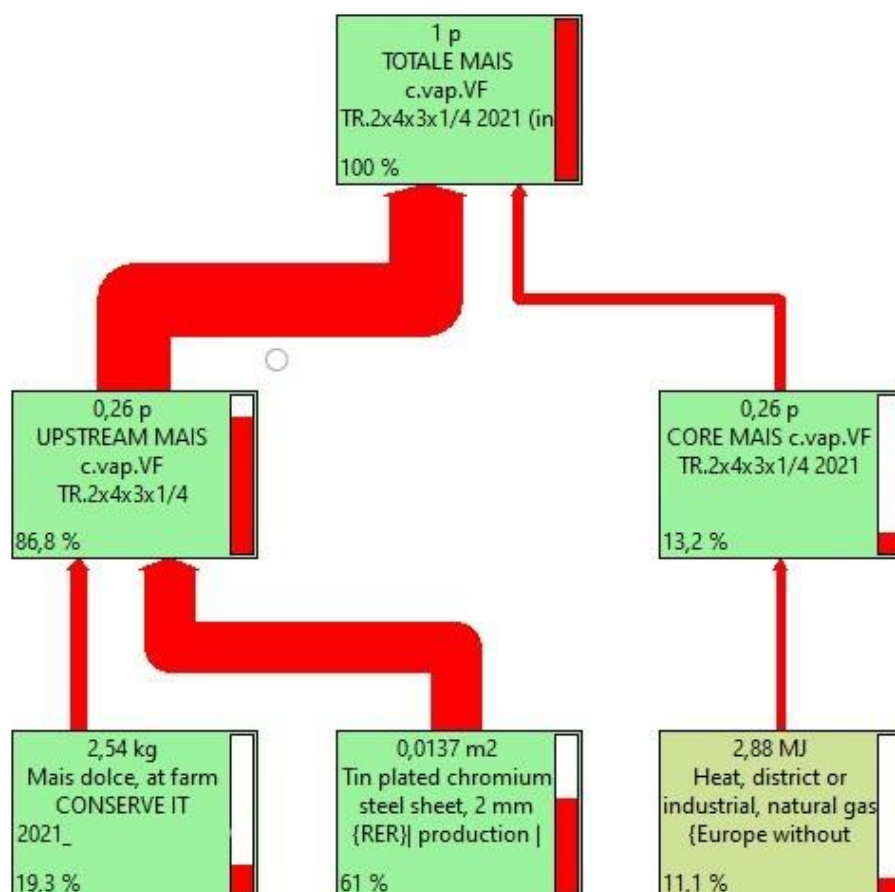 1 p
TOTALE MAIS
c.vap.VF
TR.2x4x3x1/4 2021 (in
100 %
0,26 p
UPSTREAM MAIS
c.vap.VF
TR.2x4x3x1/4
86,8 %
0,26 p
CORE MAIS c.vap.VF
TR.2x4x3x1/4 2021
13,2 %
2,54 kg
Mais dolce, at farm
CONSERVE IT
2021_
19,3 %
0,0137 m2
Tin plated chromium
steel sheet, 2 mm
{RER}| production |
61 %
2,88 MJ
Heat, district or
industrial, natural gas
{Europe without
11,1 %